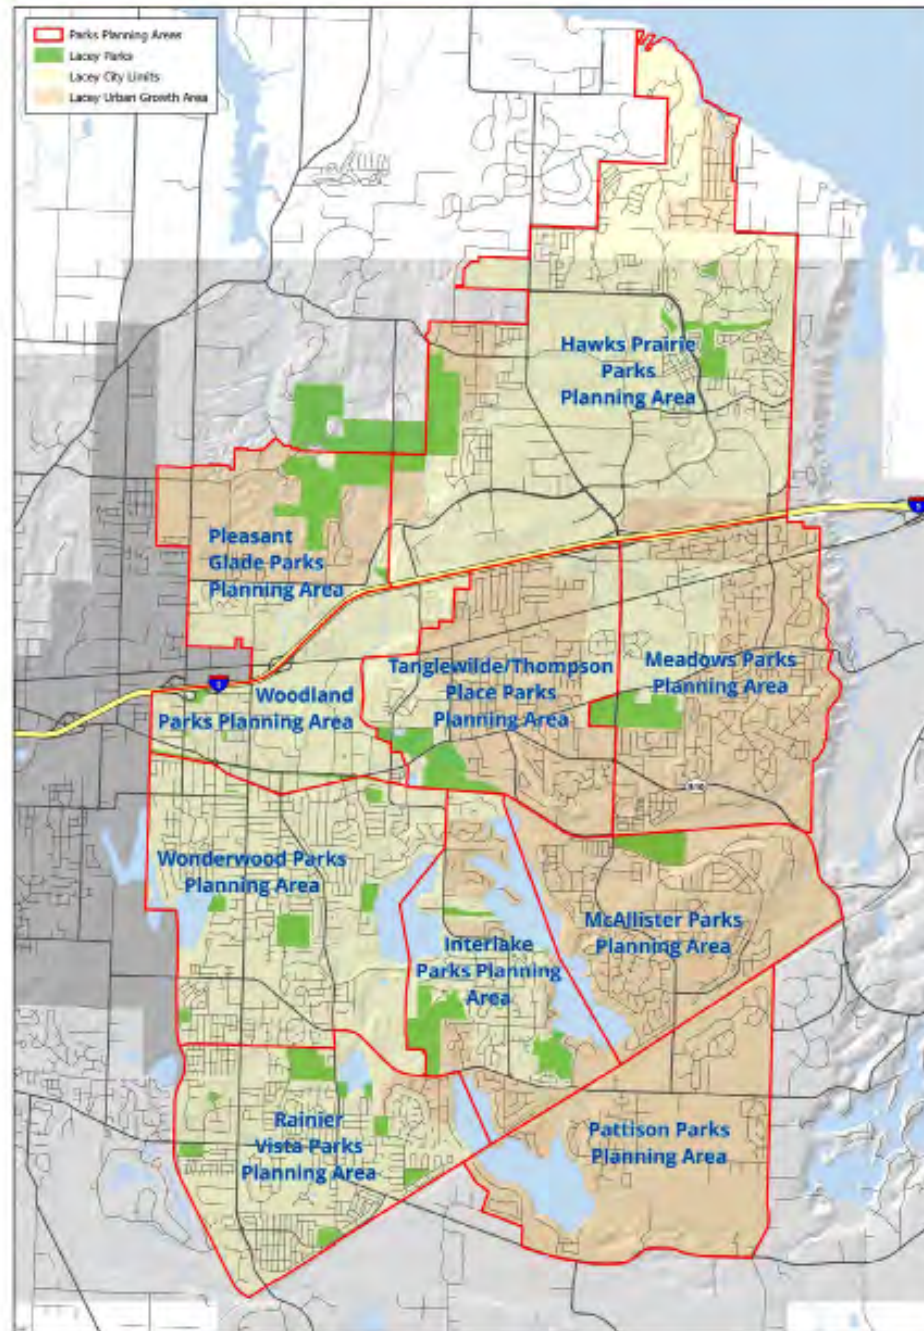 Parks Planning Areas
Lacey Parks
Lacey City Limits
Lacey Urban Growth Area
Hawks Prairie
Parks
Planning Area
Pleasant
Glade Parks
Planning Area
Tanglewilde/Thompson
Place Parks
Planning Area
Meadows Parks
Planning Area
Woodland
Parks Planning Area
Wonderwood Parks
Planning Area
Interlake
Parks Planning
Area
McAllister Parks
Planning Area
Rainier
Vista Parks
Planning Area
Pattison Parks
Planning Area